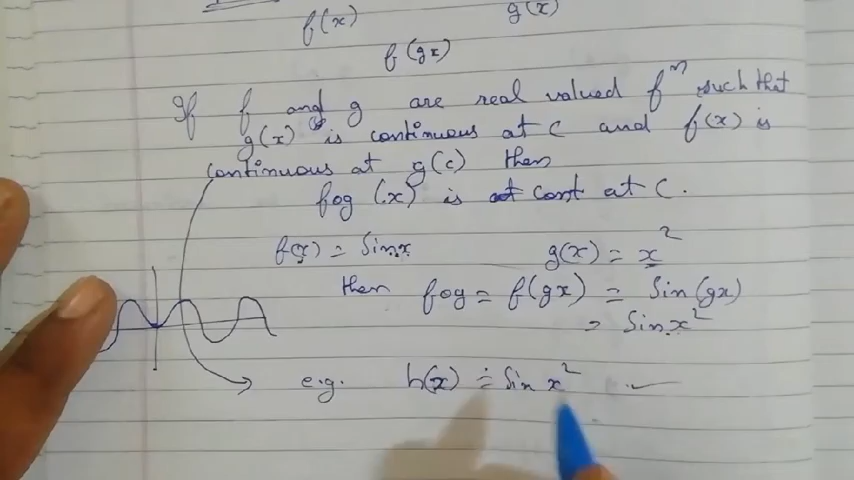 f(x) g(x)
f(gx)
If f and g are real valued fⁿ such that
g(x) is continuous at C and f(x) is
continuous at g(c) then
fog (x) is cont at C.
f(x) = Sinx g(x) = x²
then fog = f(gx) = Sin(gx)
= Sinx²
e.g. h(x) = Sin x²